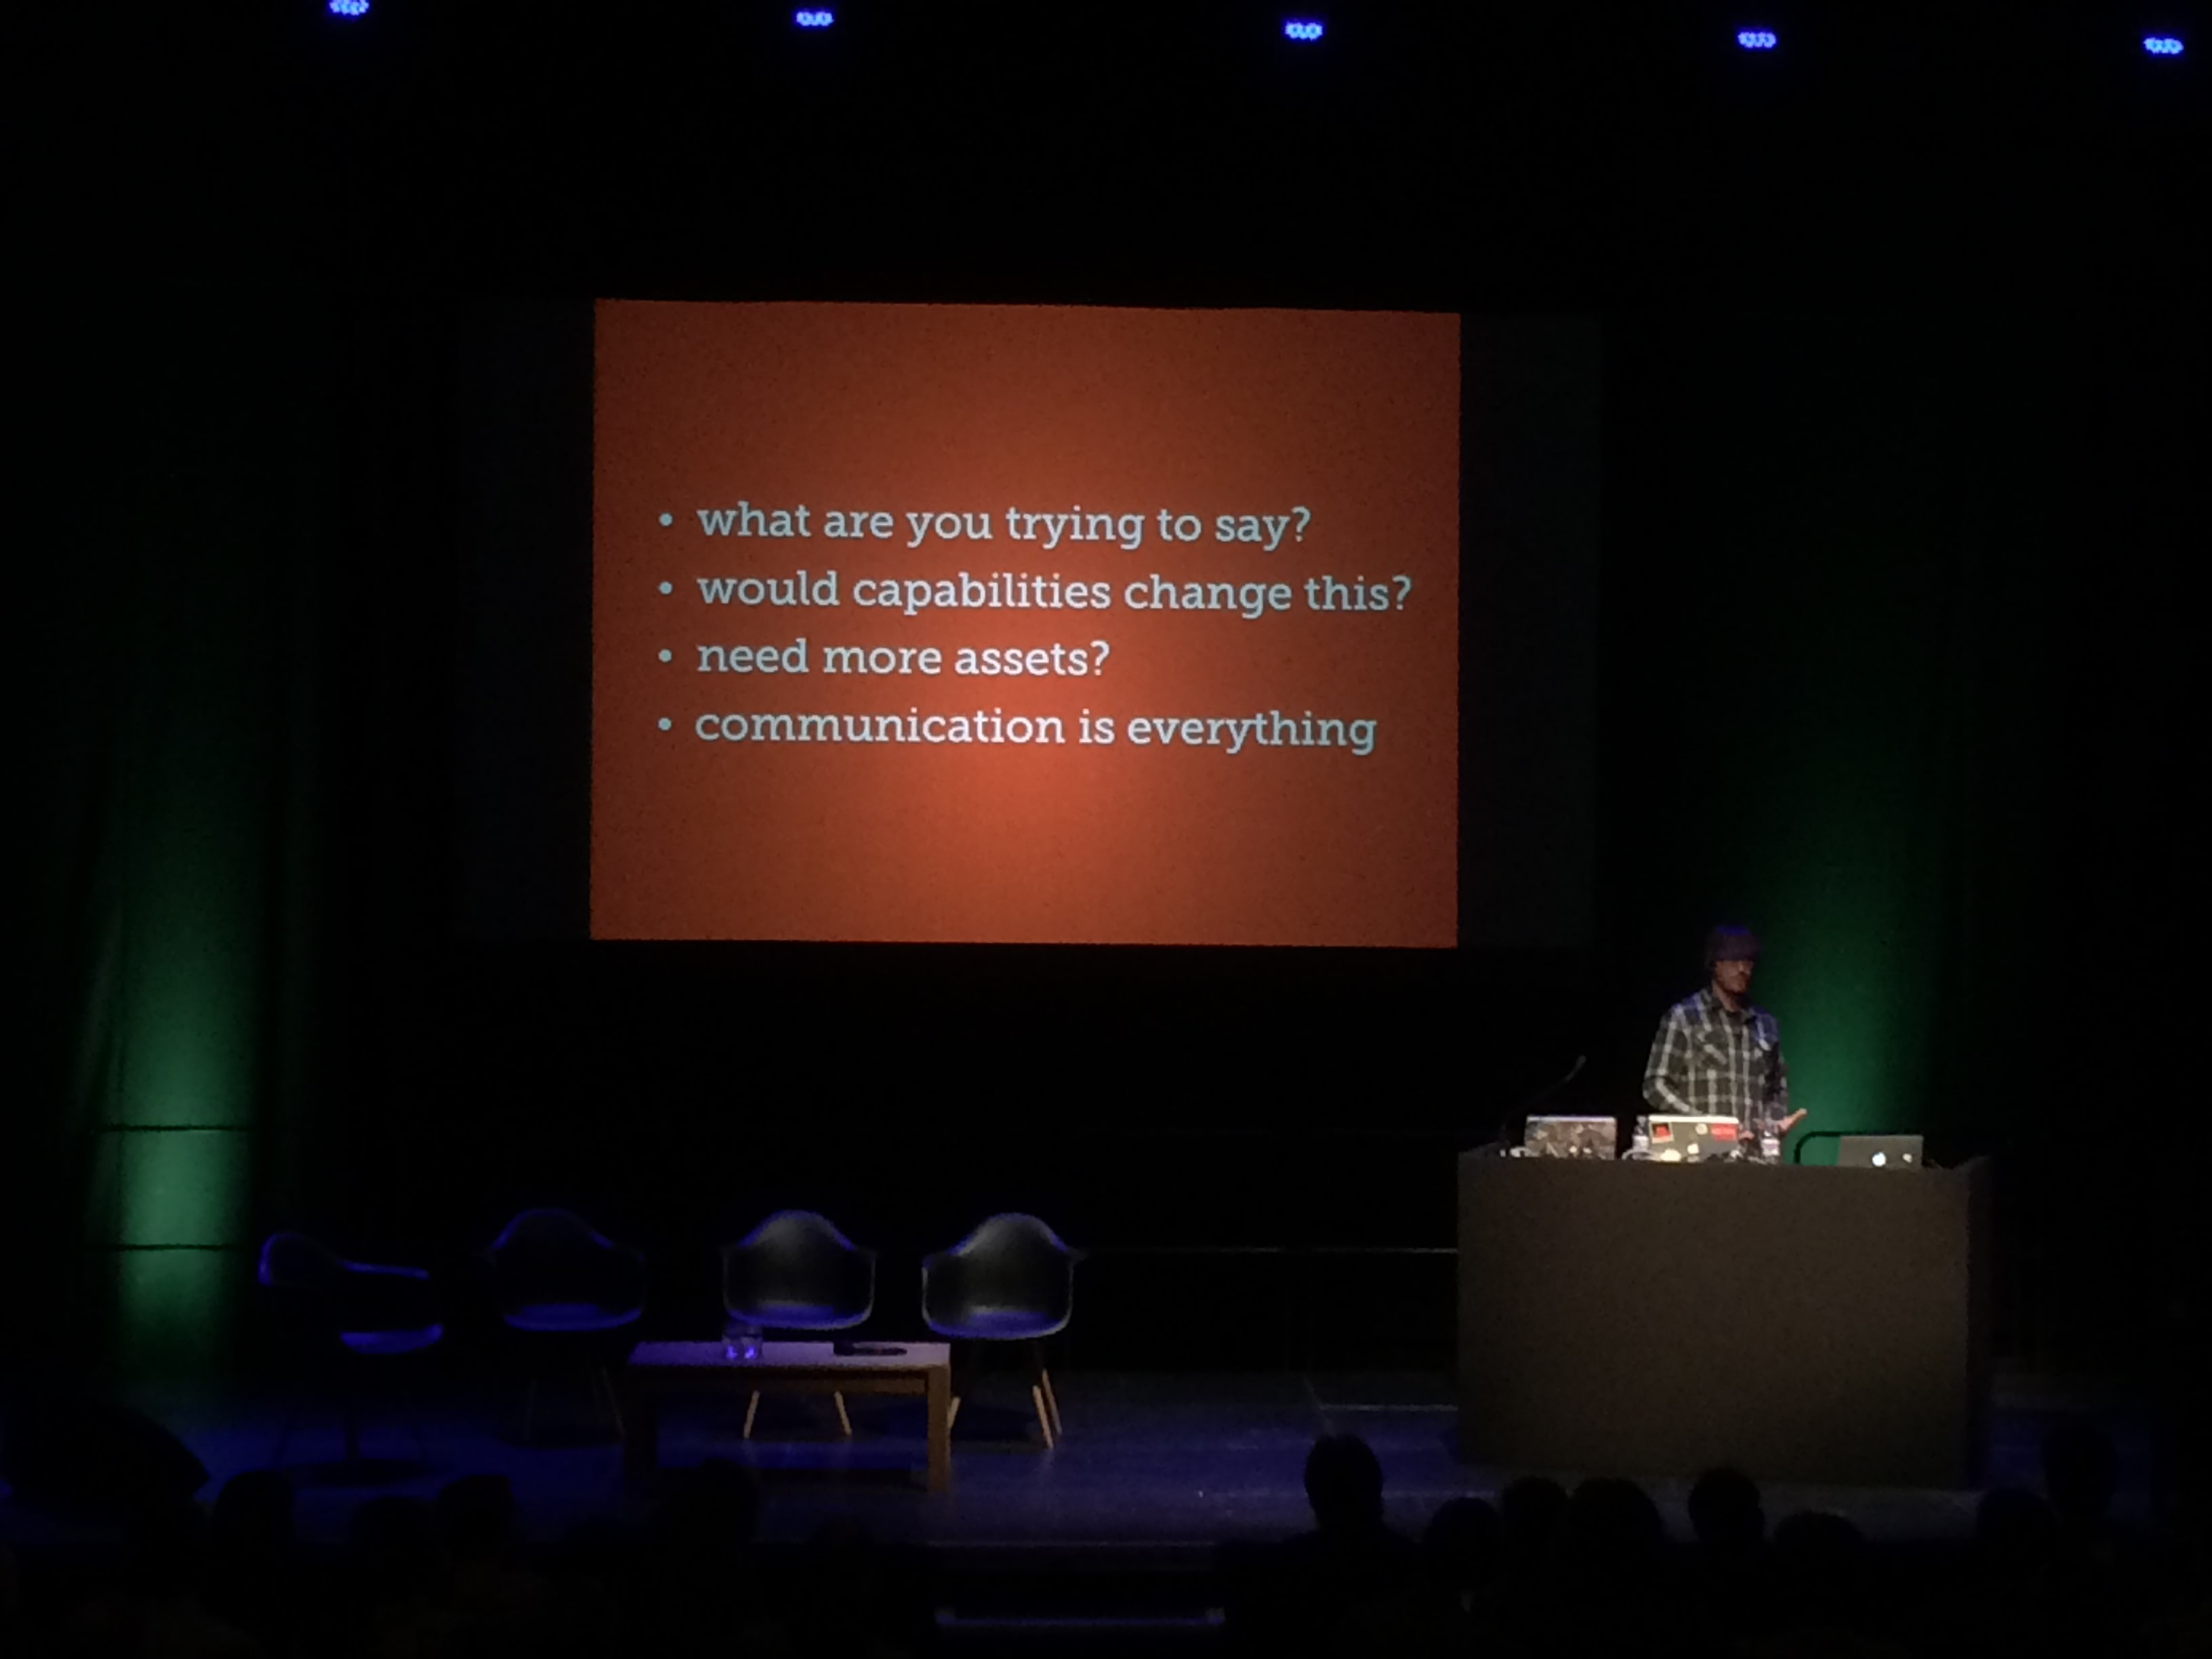 • what are you trying to say?
• would capabilities change this?
• need more assets?
• communication is everything